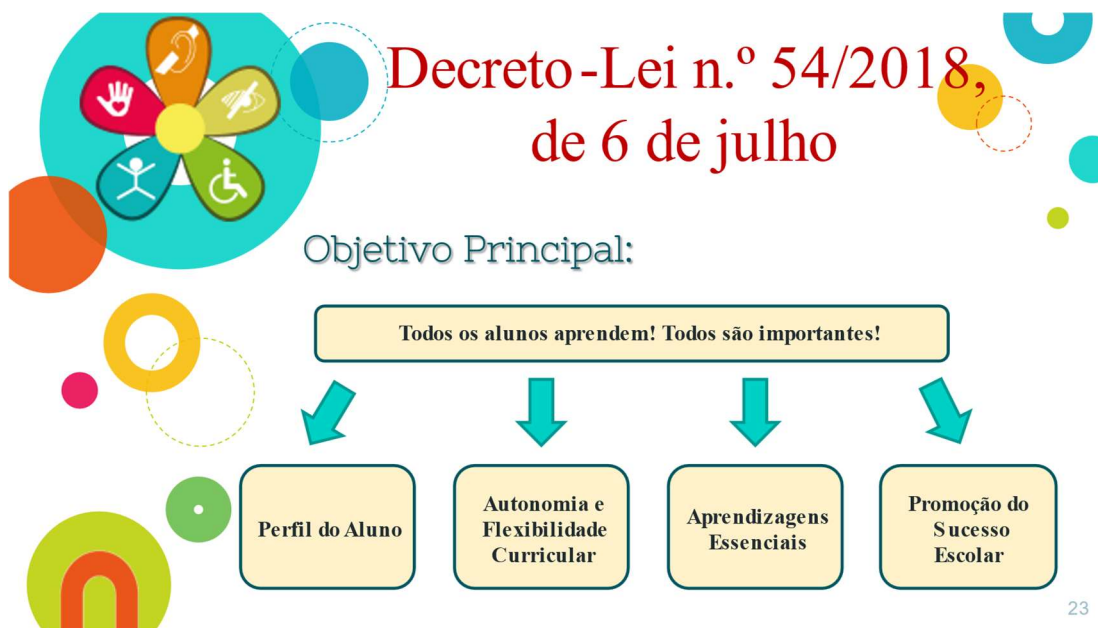 Decreto-Lei n.º 54/2018,
de 6 de julho
Objetivo Principal:
Todos os alunos aprendem! Todos são importantes!
Perfil do Aluno
Autonomia e
Flexibilidade
Curricular
Aprendizagens
Essenciais
Promoção do
Sucesso
Escolar
23